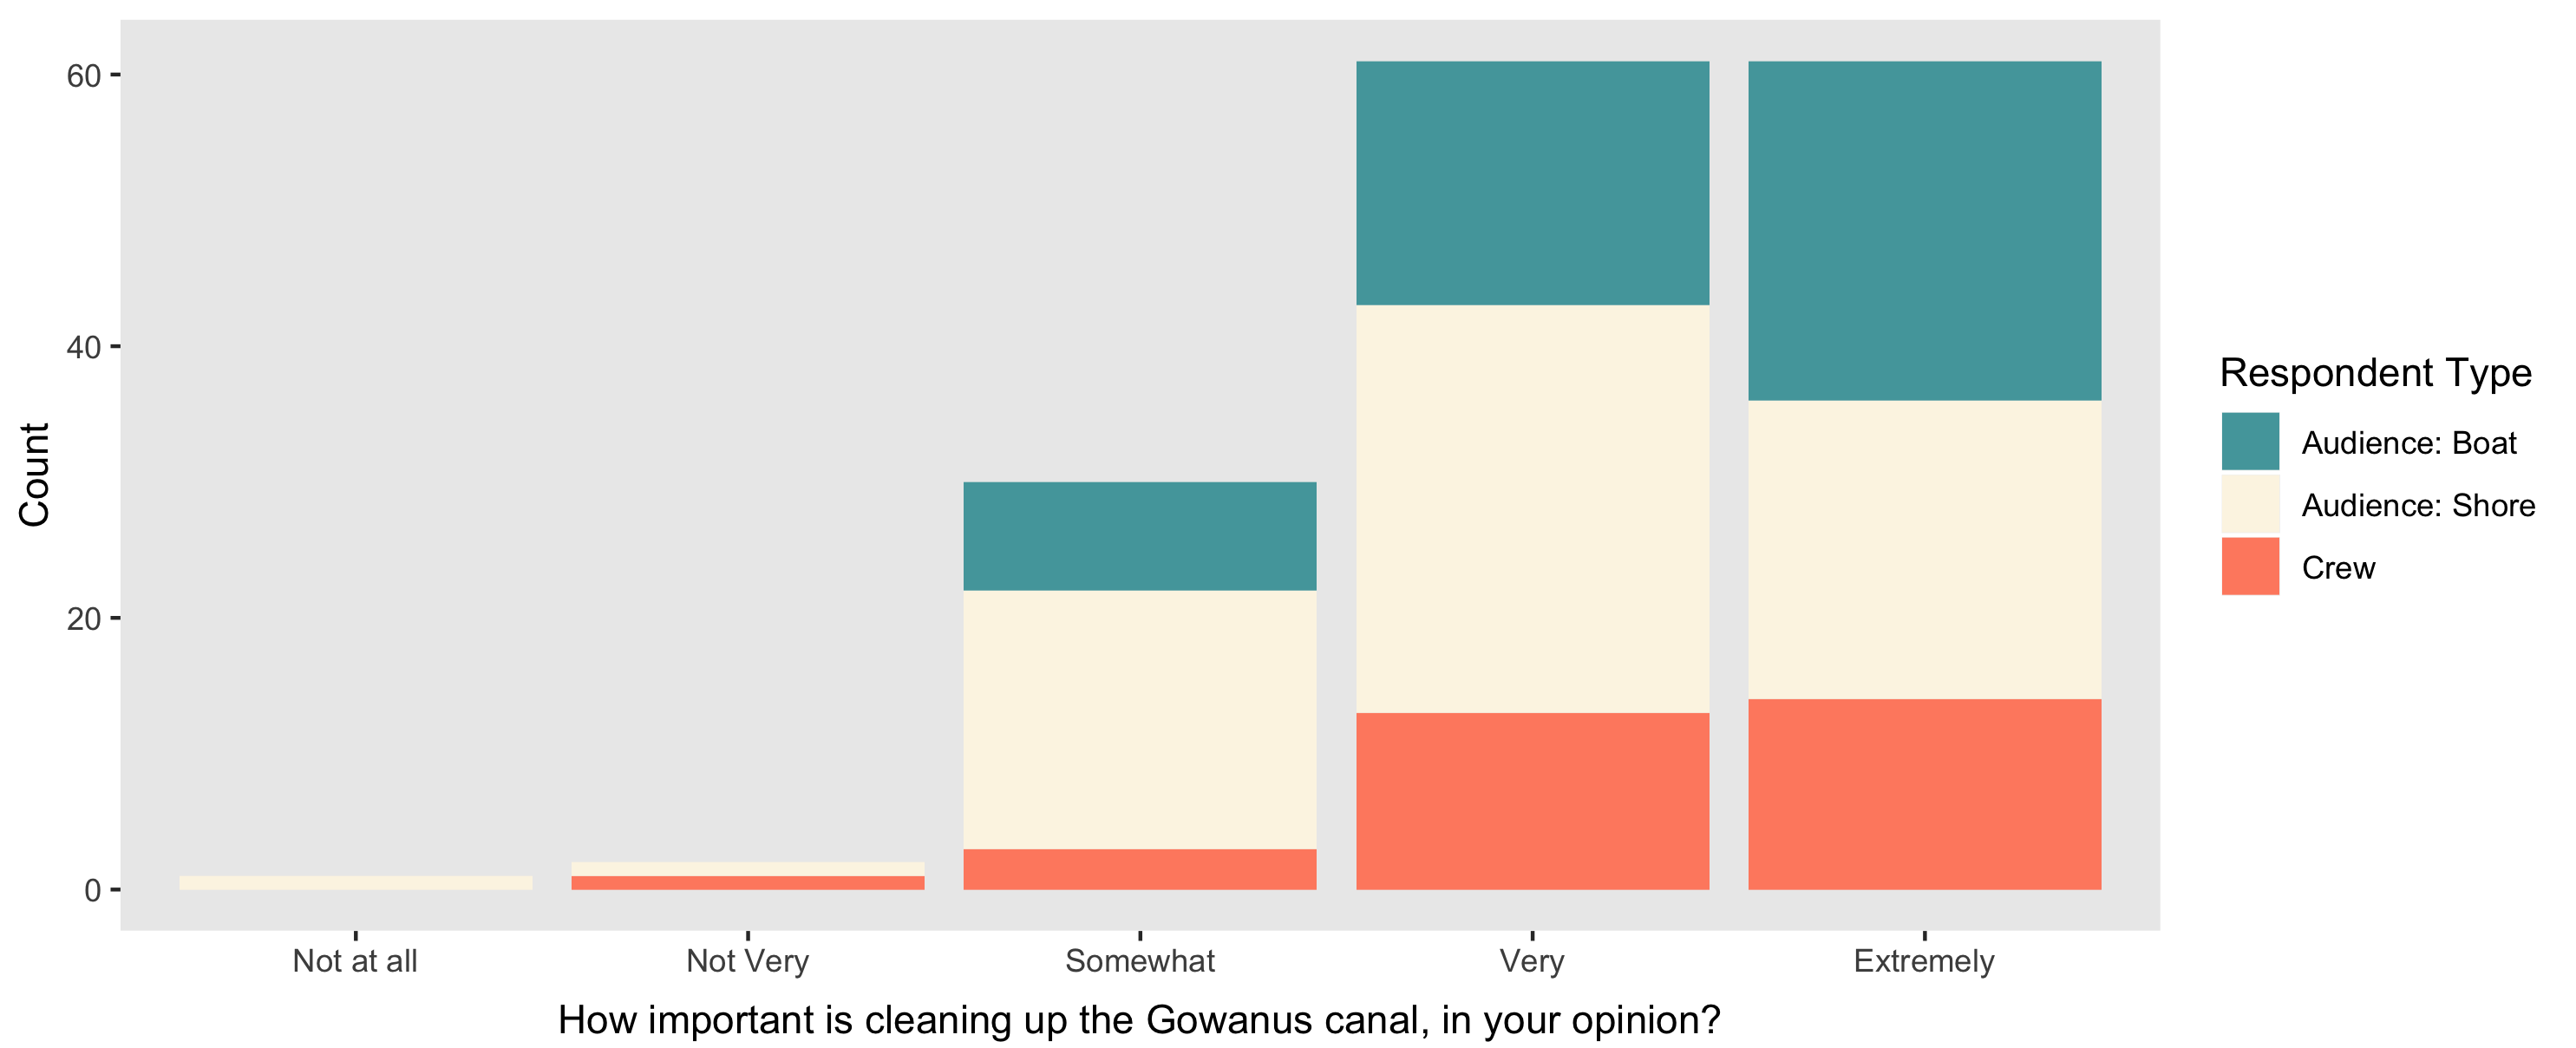 60
40
20
0
Count
Not at all
Not Very
Somewhat
Very
Extremely
How important is cleaning up the Gowanus canal, in your opinion?
Respondent Type
Audience: Boat
Audience: Shore
Crew